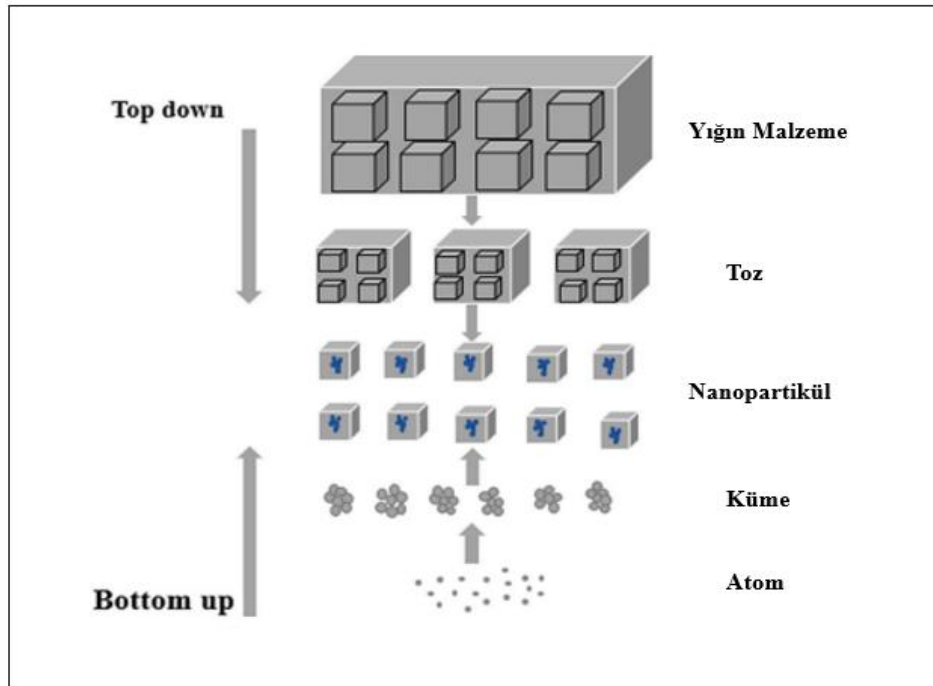 Top down
Yığın Malzeme
Toz
Nanopartikül
Küme
Bottom up
Atom